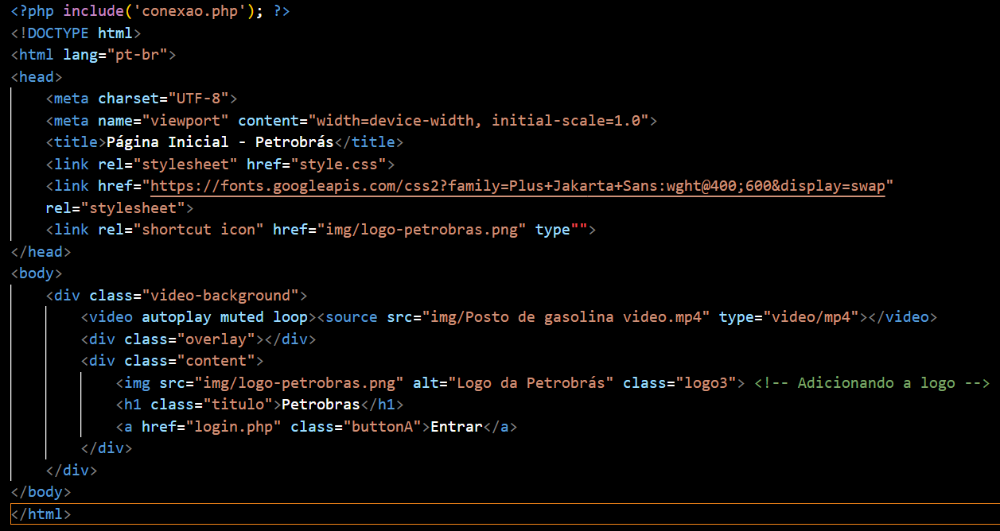 <?php include('conexao.php'); ?>
<!DOCTYPE html>
<html lang="pt-br">
<head>
    <meta charset="UTF-8">
    <meta name="viewport" content="width=device-width, initial-scale=1.0">
    <title>Página Inicial - Petrobrás</title>
    <link rel="stylesheet" href="style.css">
    <link href="https://fonts.googleapis.com/css2?family=Plus+Jakarta+Sans:wght@400;600&display=swap"
    rel="stylesheet">
    <link rel="shortcut icon" href="img/logo-petrobras.png" type"">
</head>
<body>
    <div class="video-background">
        <video autoplay muted loop><source src="img/Posto de gasolina video.mp4" type="video/mp4"></video>
        <div class="overlay"></div>
        <div class="content">
            <img src="img/logo-petrobras.png" alt="Logo da Petrobrás" class="logo3"> <!-- Adicionando a logo -->
            <h1 class="titulo">Petrobras</h1>
            <a href="login.php" class="buttonA">Entrar</a>
        </div>
    </div>
</body>
</html>